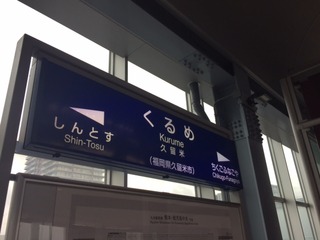 くるめ
Kurume
久留米
(福岡県久留米市)
しんとす
Shin-Tosu
ちくごふなごや
Chikugo-Funagoya